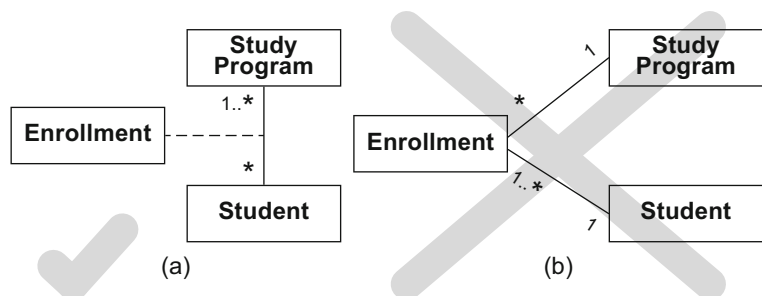 Study
Program
1..*
Enrollment
*
Student
(a)
Study
Program
1
*
Enrollment
1..*
1
Student
(b)